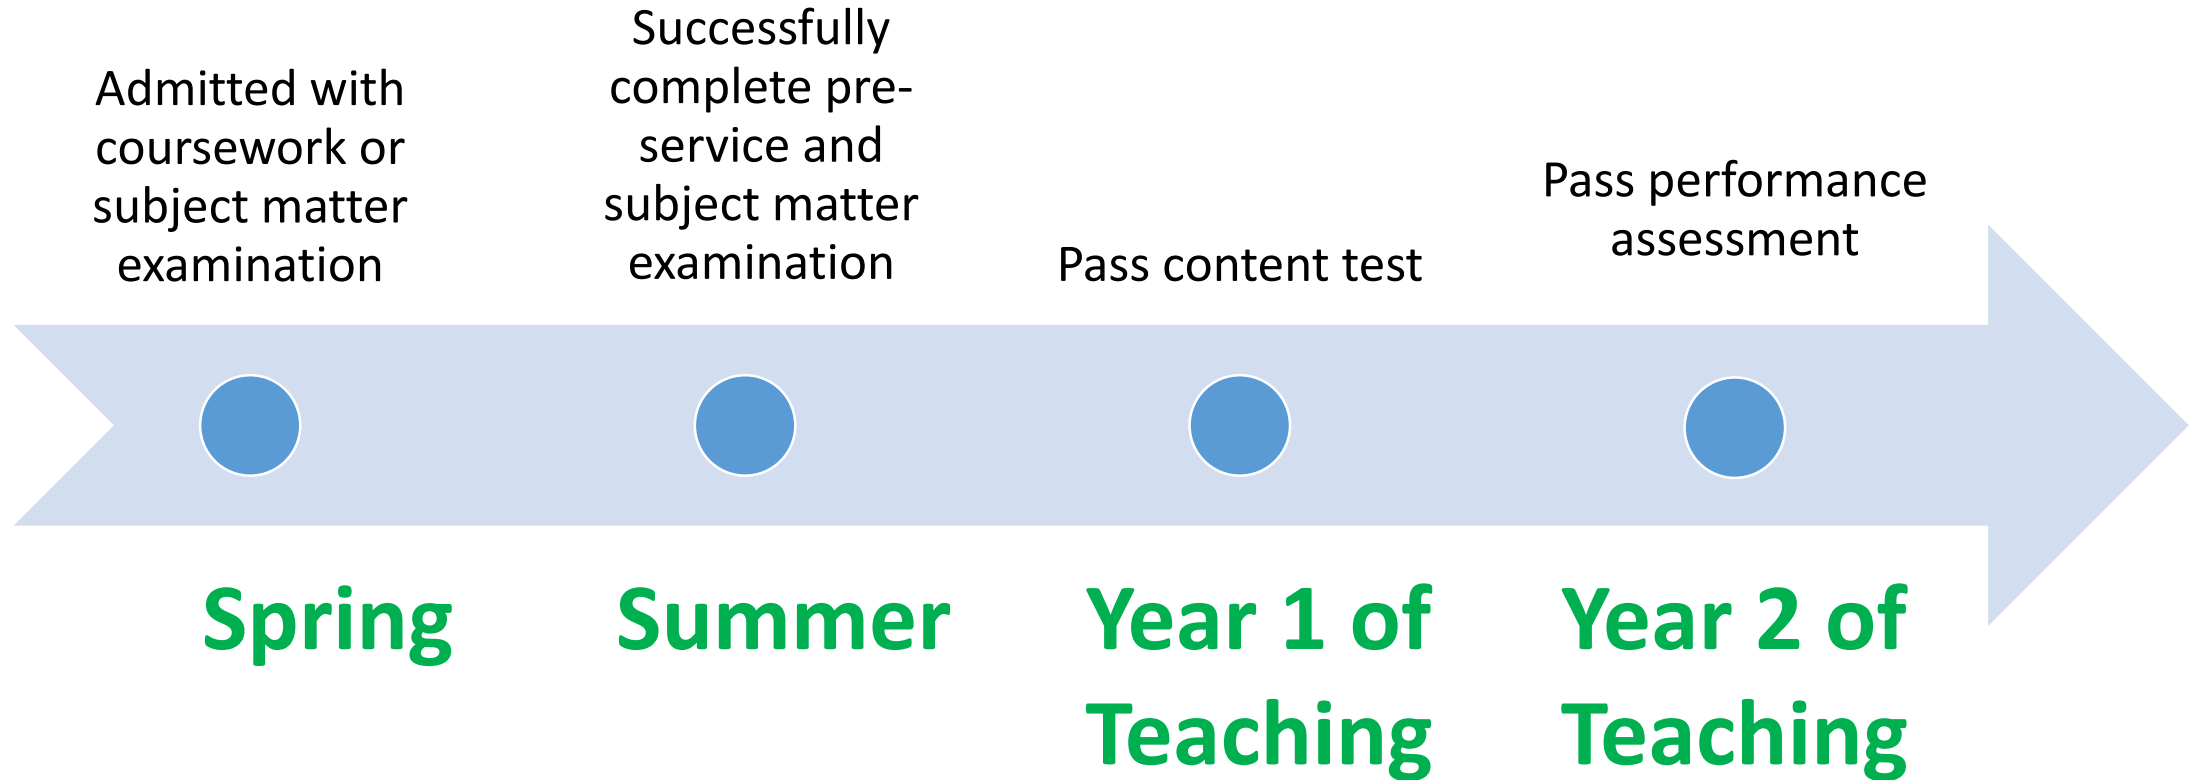 Admitted with
coursework or
subject matter
examination
Successfully
complete pre-
service and
subject matter
examination
Pass content test
Pass performance
assessment
Spring
Summer
Year 1 of
Teaching
Year 2 of
Teaching